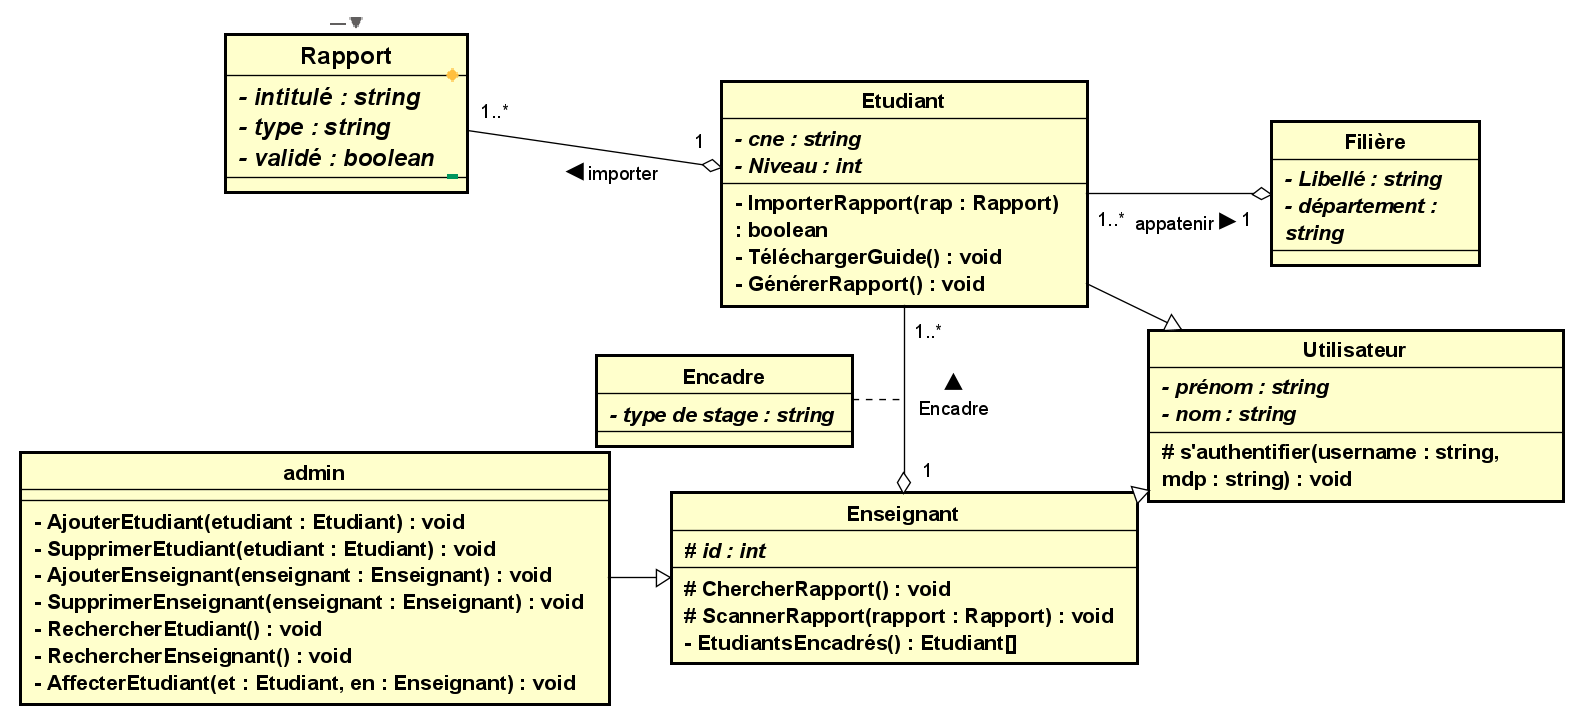 Rapport
- intitulé : string
- type : string
- validé : boolean
1..*
1
importer
Etudiant
- cne : string
- Niveau : int
- ImporterRapport(rap : Rapport)
: boolean
- TéléchargerGuide() : void
- GénérerRapport() : void
Filière
- Libellé : string
- département :
string
1..*
appatenir
1
1..*
Encadre
1
Encadre
- type de stage : string
Utilisateur
- prénom : string
- nom : string
# s'authentifier(username : string,
mdp : string) : void
admin
- AjouterEtudiant(etudiant : Etudiant) : void
- SupprimerEtudiant(etudiant : Etudiant) : void
- AjouterEnseignant(enseignant : Enseignant) : void
- SupprimerEnseignant(enseignant : Enseignant) : void
- RechercherEtudiant() : void
- RechercherEnseignant() : void
- AffecterEtudiant(et : Etudiant, en : Enseignant) : void
Enseignant
# id : int
# ChercherRapport() : void
# ScannerRapport(rapport : Rapport) : void
- EtudiantsEncadrés() : Etudiant[]